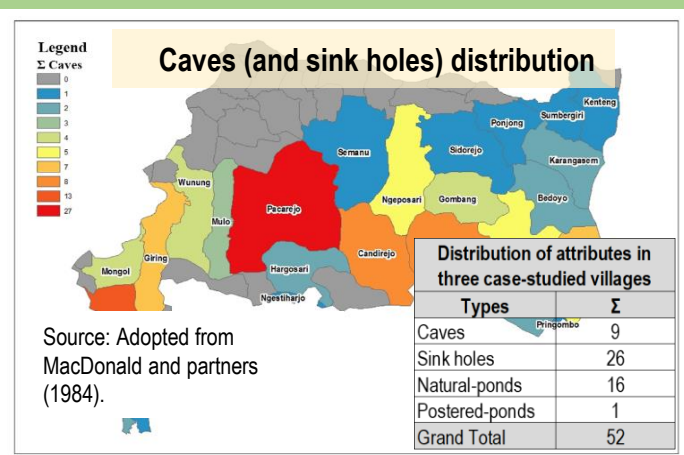 Caves (and sink holes) distribution
Legend
Σ Caves
0
1
2
3
4
5
7
8
13
27
Kenteng
Sumbergiri
Ponjong
Semanu
Sidorejo
Karangasem
Wunung
Ngeposari
Gombang
Bedoyo
Pacarejo
Mulo
Candirejo
Giring
Hargosari
Mongol
Ngestiharjo
Pringombo
Distribution of attributes in
three case-studied villages
Types Σ
Caves 9
Sink holes 26
Natural-ponds 16
Postered-ponds 1
Grand Total 52
Source: Adopted from
MacDonald and partners
(1984).